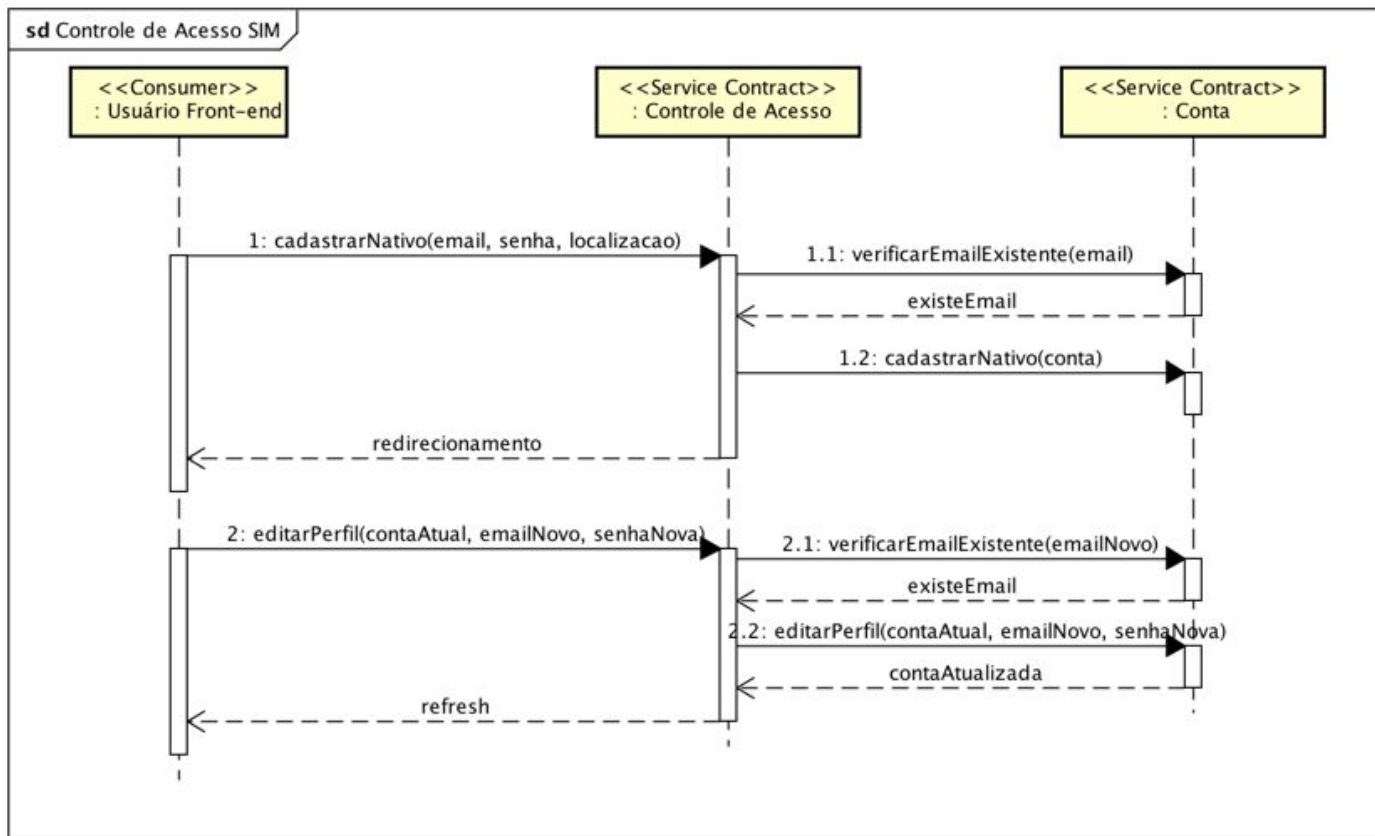 sd Controle de Acesso SIM
<<Consumer>>
: Usuário Front-end
<<Service Contract>>
: Controle de Acesso
<<Service Contract>>
: Conta
1: cadastrarNativo(email, senha, localizacao)
1.1: verificarEmailExistente(email)
existeEmail
1.2: cadastrarNativo(conta)
redirecionamento
2: editarPerfil(contaAtual, emailNovo, senhaNova)
2.1: verificarEmailExistente(emailNovo)
existeEmail
2.2: editarPerfil(contaAtual, emailNovo, senhaNova)
contaAtualizada
refresh